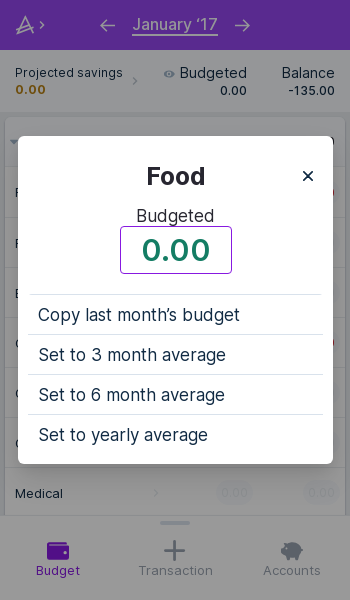 January ‘17
Projected savings
0.00
Budgeted
0.00
Balance
-135.00
Food
Budgeted
0.00
Copy last month’s budget
Set to 3 month average
Set to 6 month average
Set to yearly average
Medical
0.00
0.00
Budget
Transaction
Accounts